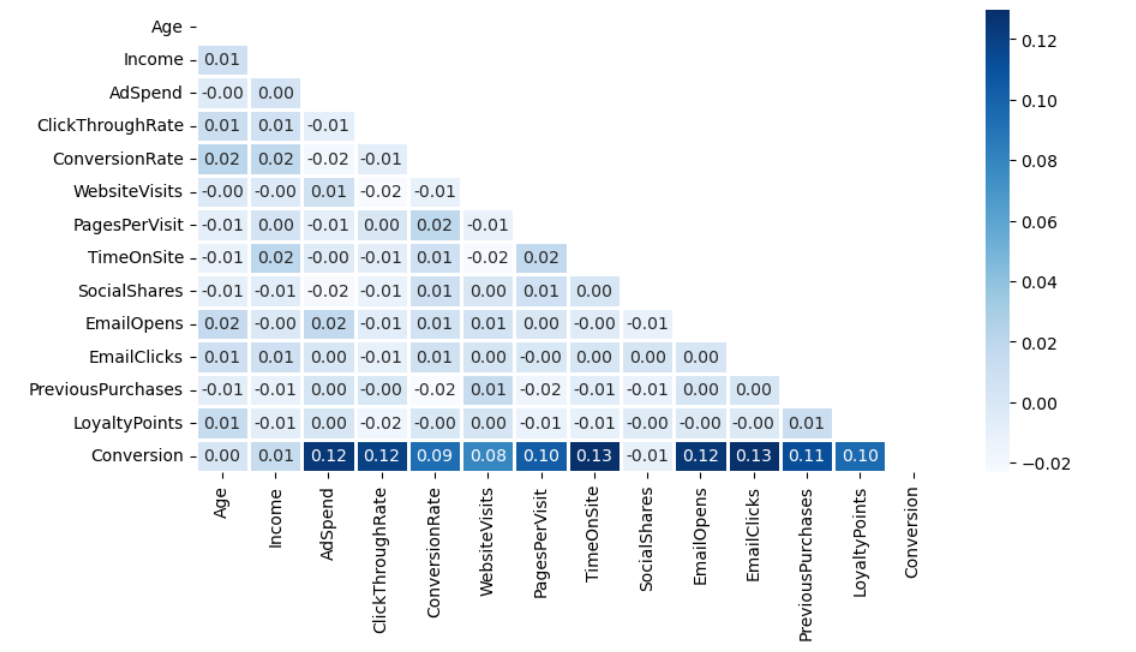 Age
Income 0.01
AdSpend -0.00 0.00
ClickThroughRate 0.01 0.01 -0.01
ConversionRate 0.02 0.02 -0.02 -0.01
WebsiteVisits -0.00 -0.00 0.01 -0.02 -0.01
PagesPerVisit -0.01 0.00 -0.01 0.00 0.02 -0.01
TimeOnSite -0.01 0.02 -0.00 -0.01 0.01 -0.02 0.02
SocialShares -0.01 -0.01 -0.02 -0.01 0.01 0.00 0.01 0.00
EmailOpens 0.02 -0.00 0.02 -0.01 0.01 0.01 0.00 -0.00 -0.01
EmailClicks 0.01 0.01 0.00 -0.01 0.01 0.00 -0.00 0.00 0.00 0.00
PreviousPurchases -0.01 -0.01 0.00 -0.00 -0.02 0.01 -0.02 -0.01 -0.01 0.00 0.00
LoyaltyPoints 0.01 -0.01 0.00 -0.02 -0.00 0.00 -0.01 -0.01 -0.00 -0.00 -0.00 0.01
Conversion 0.00 0.01 0.12 0.12 0.09 0.08 0.10 0.13 -0.01 0.12 0.13 0.11 0.10
Age
Income
AdSpend
ClickThroughRate
ConversionRate
WebsiteVisits
PagesPerVisit
TimeOnSite
SocialShares
EmailOpens
EmailClicks
PreviousPurchases
LoyaltyPoints
Conversion
0.12
0.10
0.08
0.06
0.04
0.02
0.00
−0.02